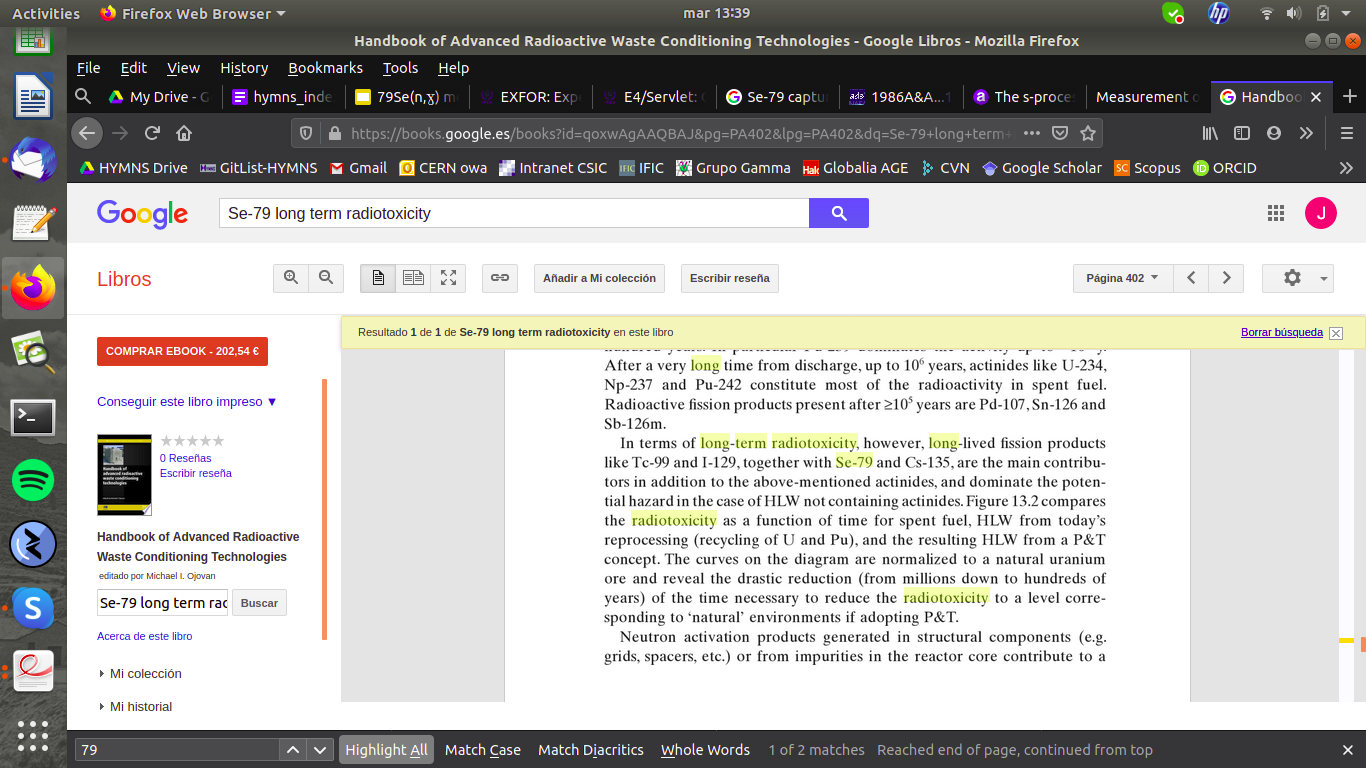 Activities Firefox Web Browser mar 13:39
Handbook of Advanced Radioactive Waste Conditioning Technologies - Google Libros - Mozilla Firefox
File Edit View History Bookmarks Tools Help
My Drive - G hymns_inde 79Se(n,ɣ) m EXFOR: Exp E4/Servlet: Se-79 captu 1986A&A...1 The s-proce Measurement o Handboo
https://books.google.es/books?id=qoxwAgAAQBAJ&pg=PA402&lpg=PA402&dq=Se-79+long+term+
HYMNS Drive GitList-HYMNS Gmail CERN owa Intranet CSIC IFIC Grupo Gamma Globalia AGE CVN Google Scholar Scopus ORCID
Google Se-79 long term radiotoxicity J
Libros Añadir a Mi colección Escribir reseña Página 402
Resultado 1 de 1 de Se-79 long term radiotoxicity en este libro Borrar búsqueda
COMPRAR EBOOK - 202,54 €
Conseguir este libro impreso ▼
0 Reseñas
Escribir reseña
Handbook of Advanced Radioactive
Waste Conditioning Technologies
editado por Michael I. Ojovan
Se-79 long term rad Buscar
Acerca de este libro
Mi colección
Mi historial
After a very long time from discharge, up to 10⁶ years, actinides like U-234,
Np-237 and Pu-242 constitute most of the radioactivity in spent fuel.
Radioactive fission products present after ≥10⁵ years are Pd-107, Sn-126 and
Sb-126m.
In terms of long-term radiotoxicity, however, long-lived fission products
like Tc-99 and I-129, together with Se-79 and Cs-135, are the main contribu-
tors in addition to the above-mentioned actinides, and dominate the poten-
tial hazard in the case of HLW not containing actinides. Figure 13.2 compares
the radiotoxicity as a function of time for spent fuel, HLW from today's
reprocessing (recycling of U and Pu), and the resulting HLW from a P&T
concept. The curves on the diagram are normalized to a natural uranium
ore and reveal the drastic reduction (from millions down to hundreds of
years) of the time necessary to reduce the radiotoxicity to a level corre-
sponding to 'natural' environments if adopting P&T.
Neutron activation products generated in structural components (e.g.
grids, spacers, etc.) or from impurities in the reactor core contribute to a
79 Highlight All Match Case Match Diacritics Whole Words 1 of 2 matches Reached end of page, continued from top